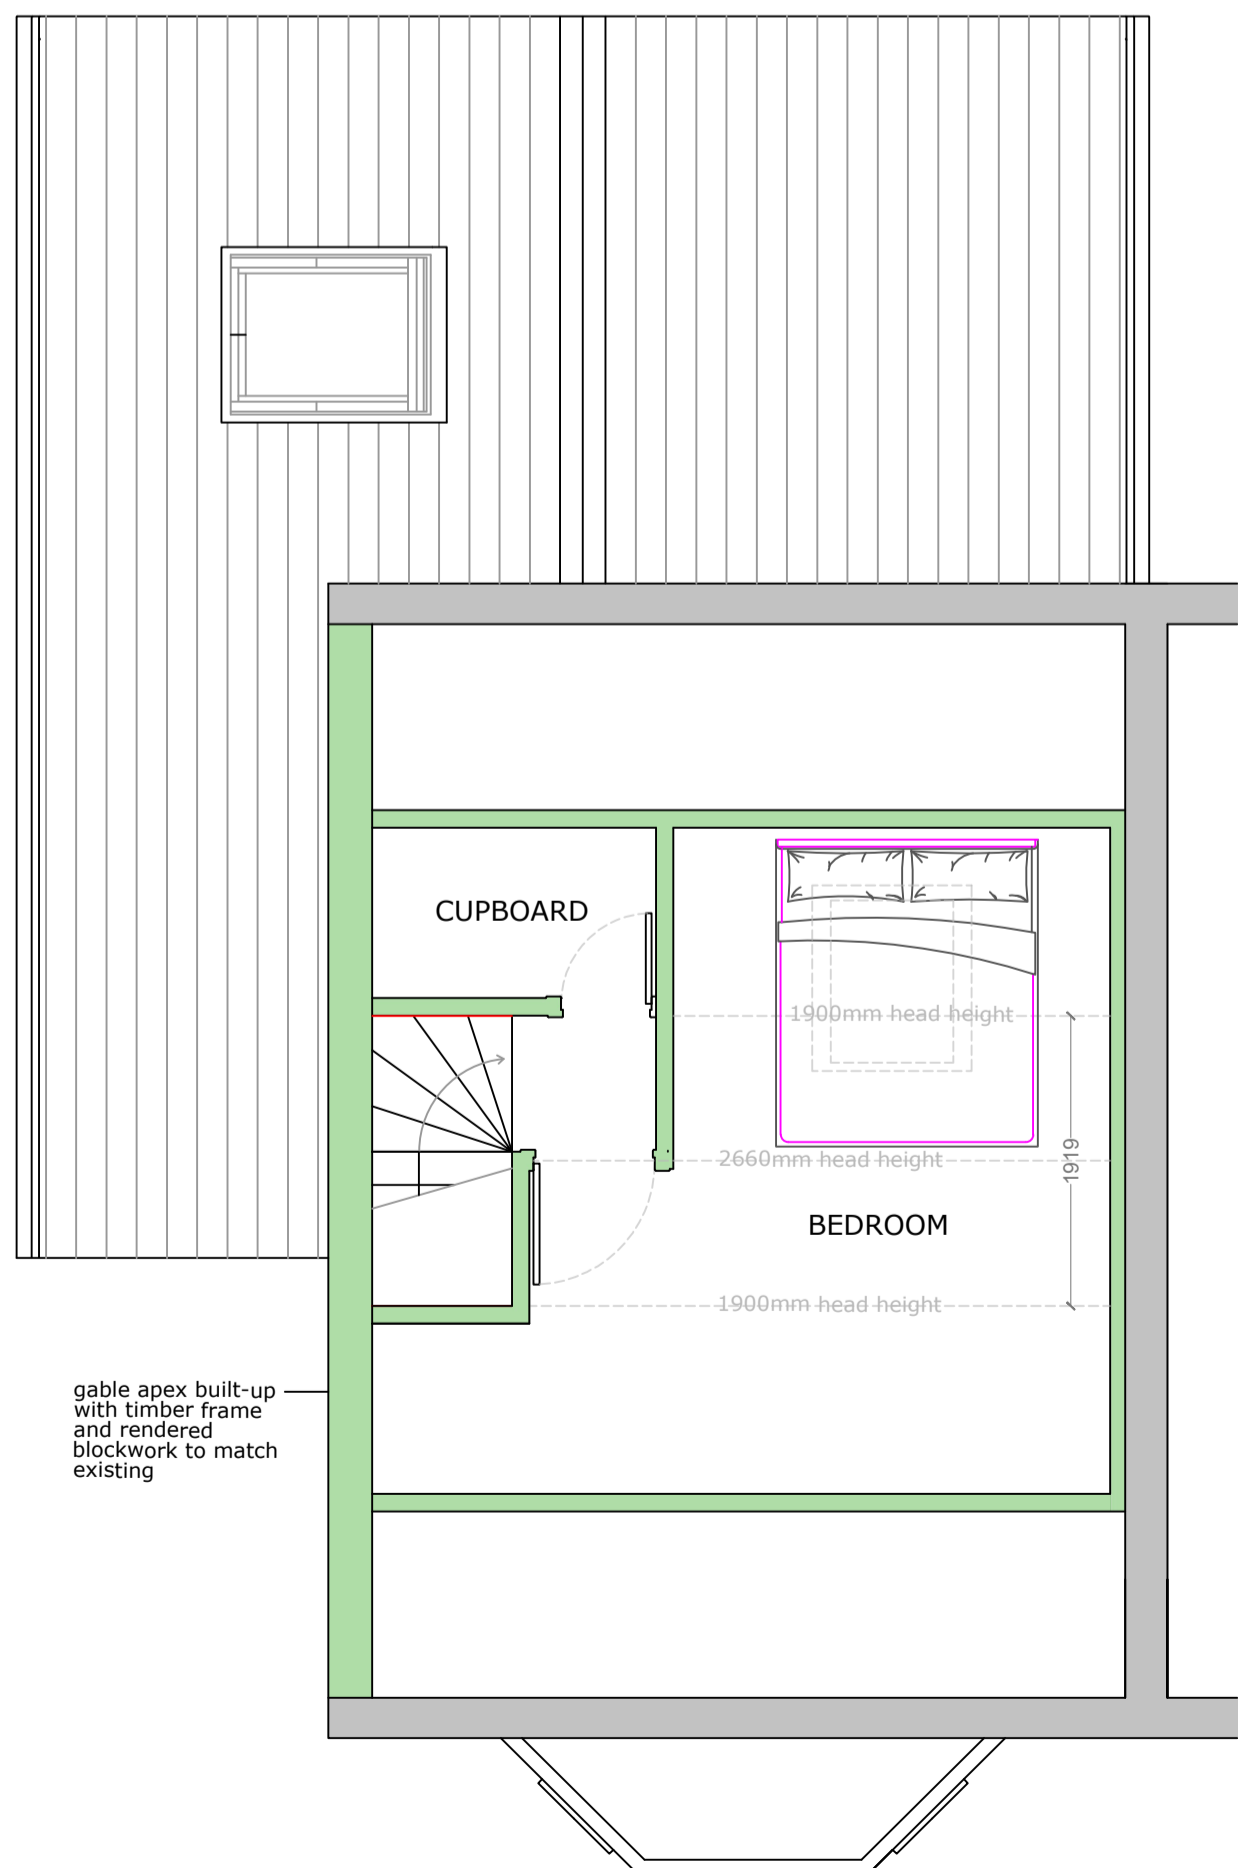 CUPBOARD
1900mm head height
2660mm head height
1919
BEDROOM
1900mm head height
gable apex built-up
with timber frame
and rendered
blockwork to match
existing